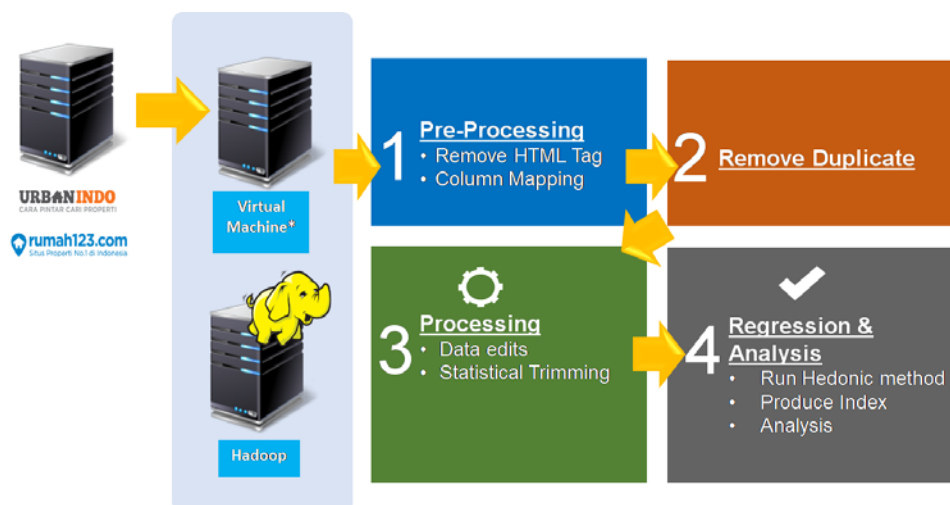 URBANINDO
CARA PINTAR CARI PROPERTI
rumah123.com
Situs Properti No.1 di Indonesia
Virtual
Machine*
Hadoop
1
Pre-Processing
• Remove HTML Tag
• Column Mapping
2
Remove Duplicate
3
Processing
• Data edits
• Statistical Trimming
4
Regression &
Analysis
• Run Hedonic method
• Produce Index
• Analysis